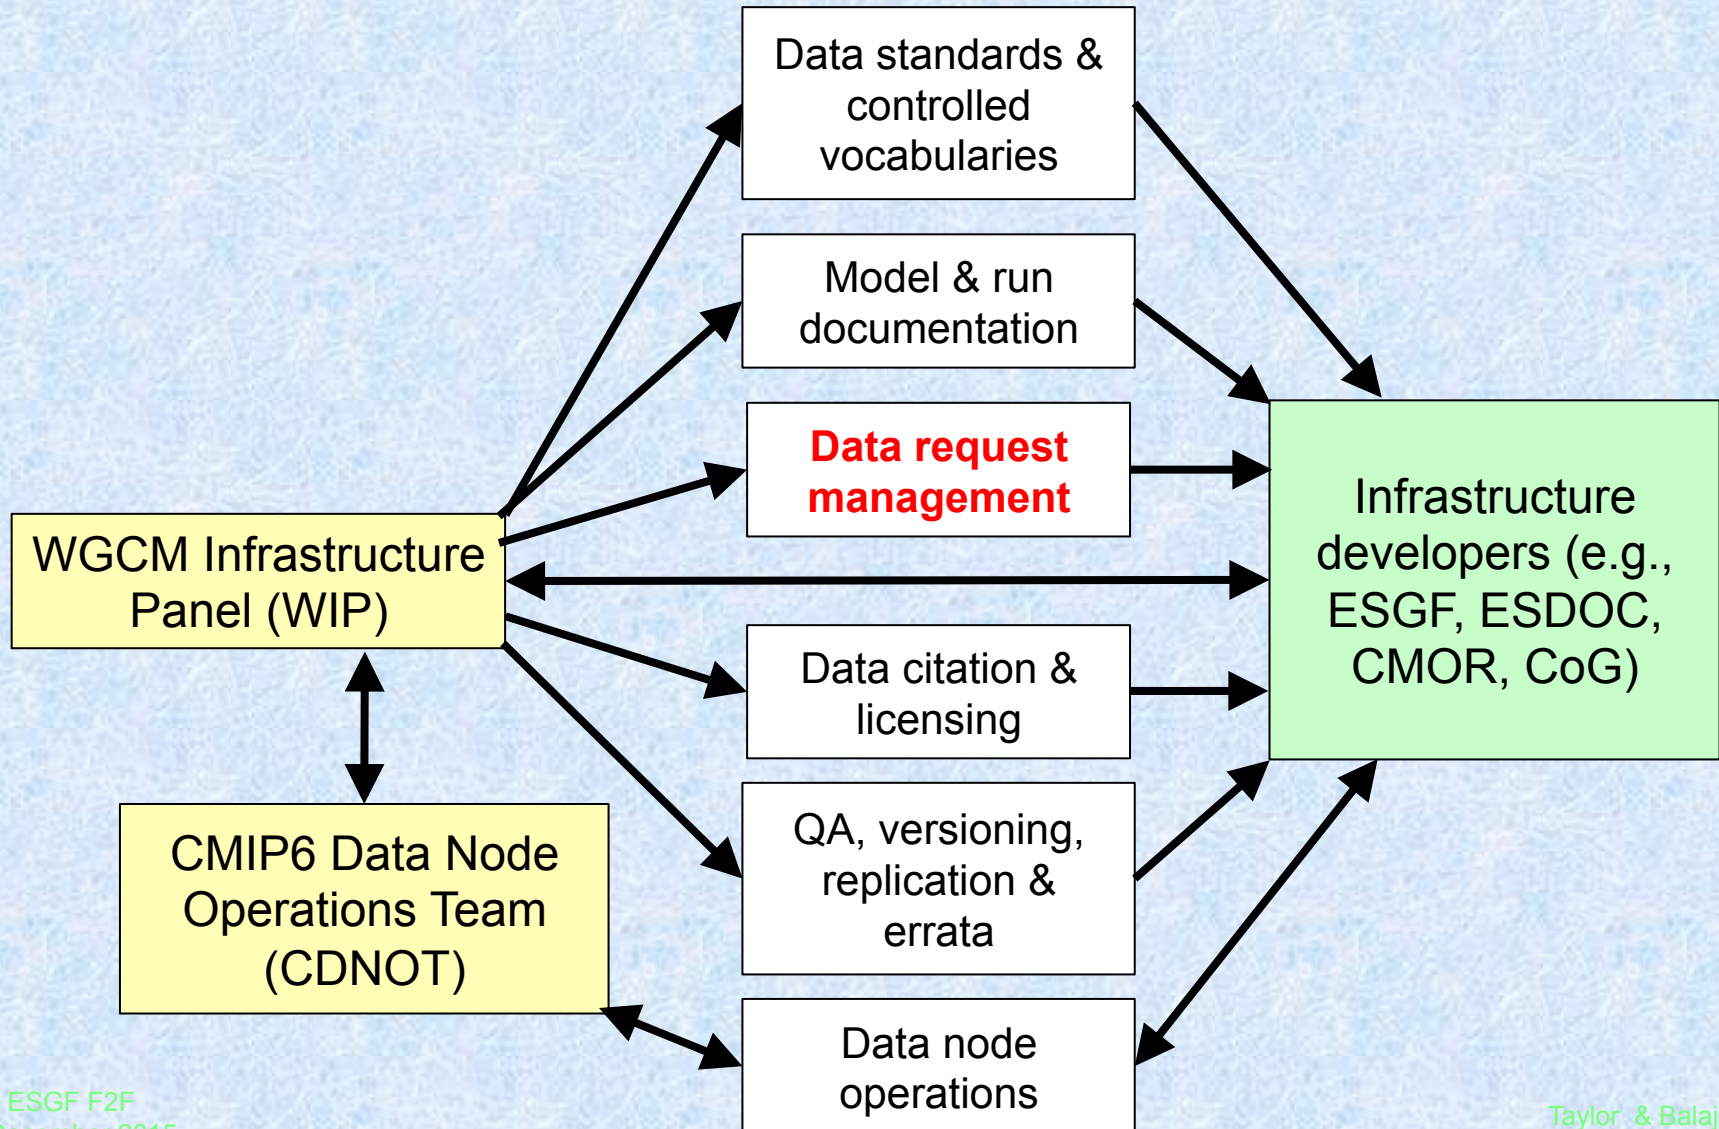 Data standards &
controlled
vocabularies
Model & run
documentation
Data request
management
WGCM Infrastructure
Panel (WIP)
Infrastructure
developers (e.g.,
ESGF, ESDOC,
CMOR, CoG)
Data citation &
licensing
CMIP6 Data Node
Operations Team
(CDNOT)
QA, versioning,
replication &
errata
Data node
operations
ESGF F2F
2015
Taylor & Balaj